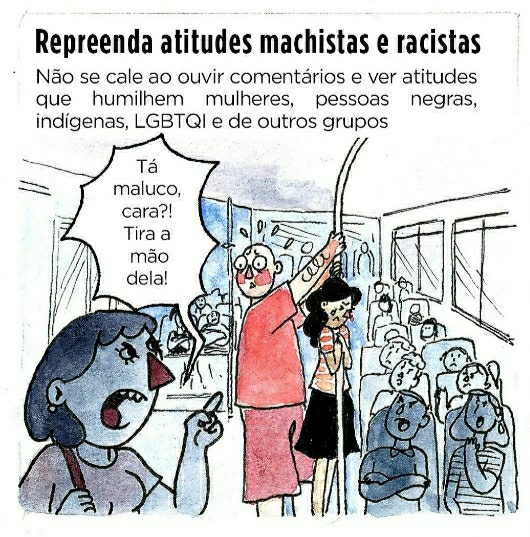 Repreenda atitudes machistas e racistas
Não se cale ao ouvir comentários e ver atitudes
que humilhem mulheres, pessoas negras,
indígenas, LGBTQI e de outros grupos
Tá
maluco,
cara?!
Tira a
mão
dela!